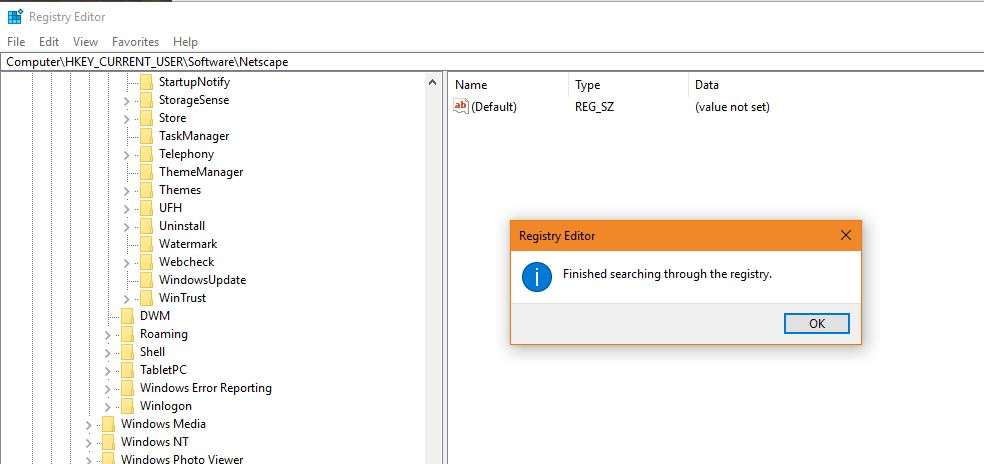 Registry Editor
File Edit View Favorites Help
Computer\HKEY_CURRENT_USER\Software\Netscape
StartupNotify
StorageSense
Store
TaskManager
Telephony
ThemeManager
Themes
UFH
Uninstall
Watermark
Webcheck
WindowsUpdate
WinTrust
DWM
Roaming
Shell
TabletPC
Windows Error Reporting
Winlogon
Windows Media
Windows NT
Windows Photo Viewer
Name Type Data
ab (Default) REG_SZ (value not set)
Registry Editor
Finished searching through the registry.
OK